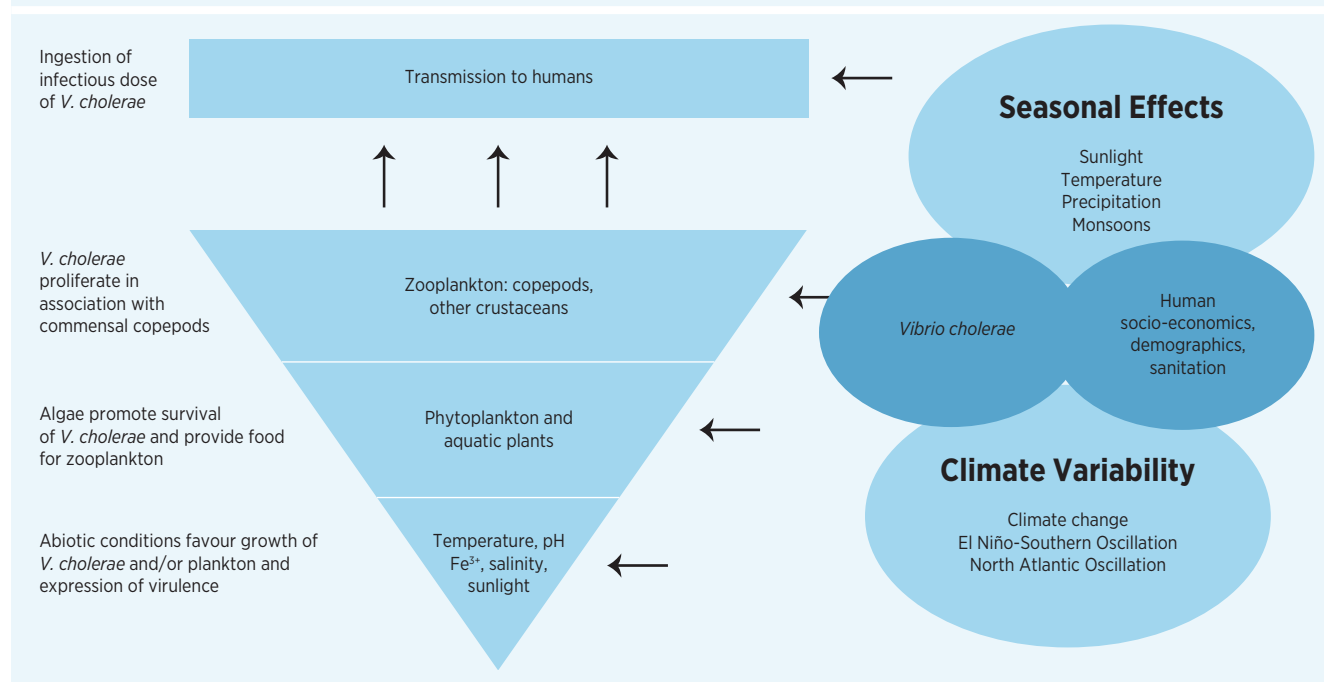 Ingestion of
infectious dose
of V. cholerae
Transmission to humans
V. cholerae
proliferate in
association with
commensal copepods
Zooplankton: copepods,
other crustaceans
Algae promote survival
of V. cholerae and provide food
for zooplankton
Phytoplankton and
aquatic plants
Abiotic conditions favour growth of
V. cholerae and/or plankton and
expression of virulence
Temperature, pH
Fe³⁺, salinity,
sunlight
Seasonal Effects
Sunlight
Temperature
Precipitation
Monsoons
Vibrio cholerae
Human
socio-economics,
demographics,
sanitation
Climate Variability
Climate change
El Niño-Southern Oscillation
North Atlantic Oscillation